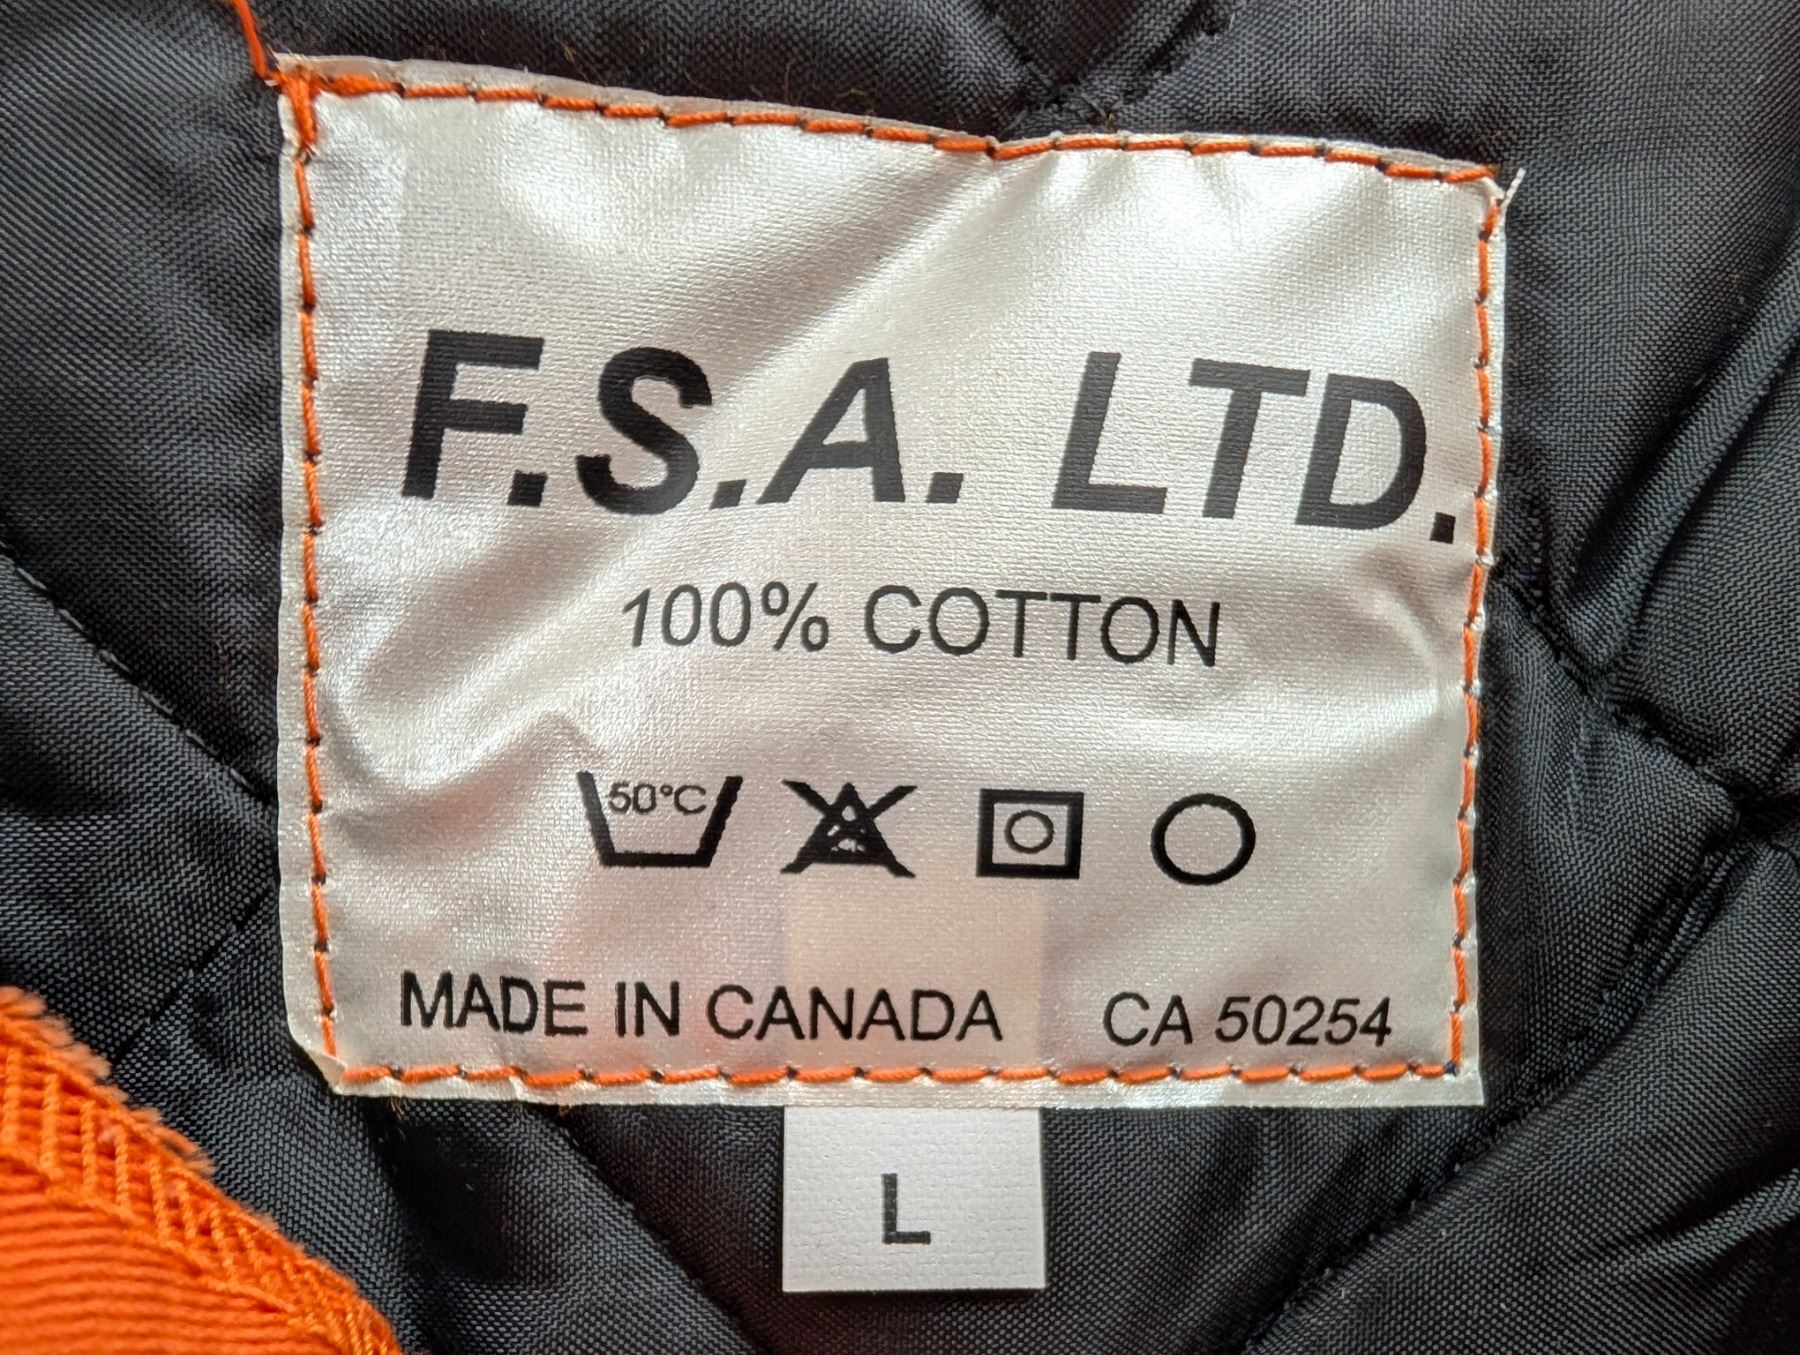 F.S.A. LTD.
100% COTTON
50°C
MADE IN CANADA CA 50254
L